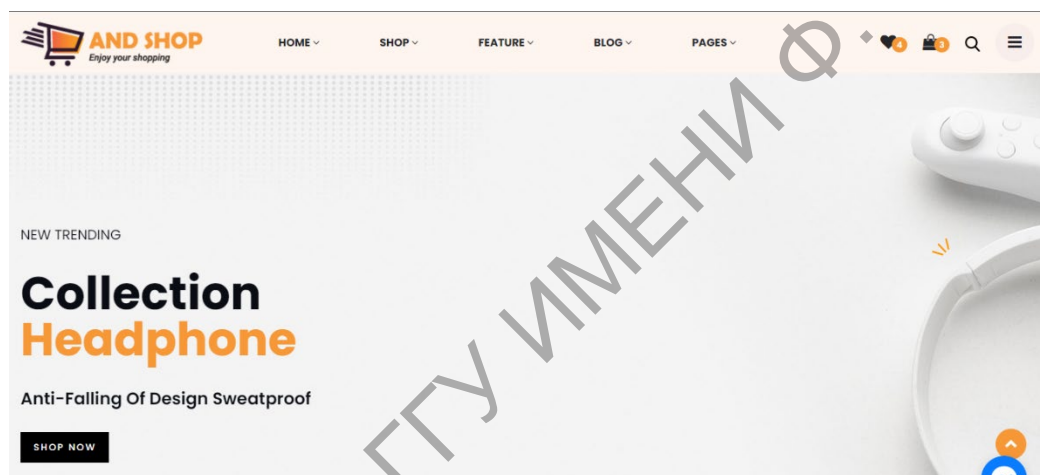 AND SHOP
Enjoy your shopping
HOME
SHOP
FEATURE
BLOG
PAGES
4
3
NEW TRENDING
Collection
Headphone
Anti-Falling Of Design Sweatproof
SHOP NOW
ГГУ ИМЕНИ Ф.